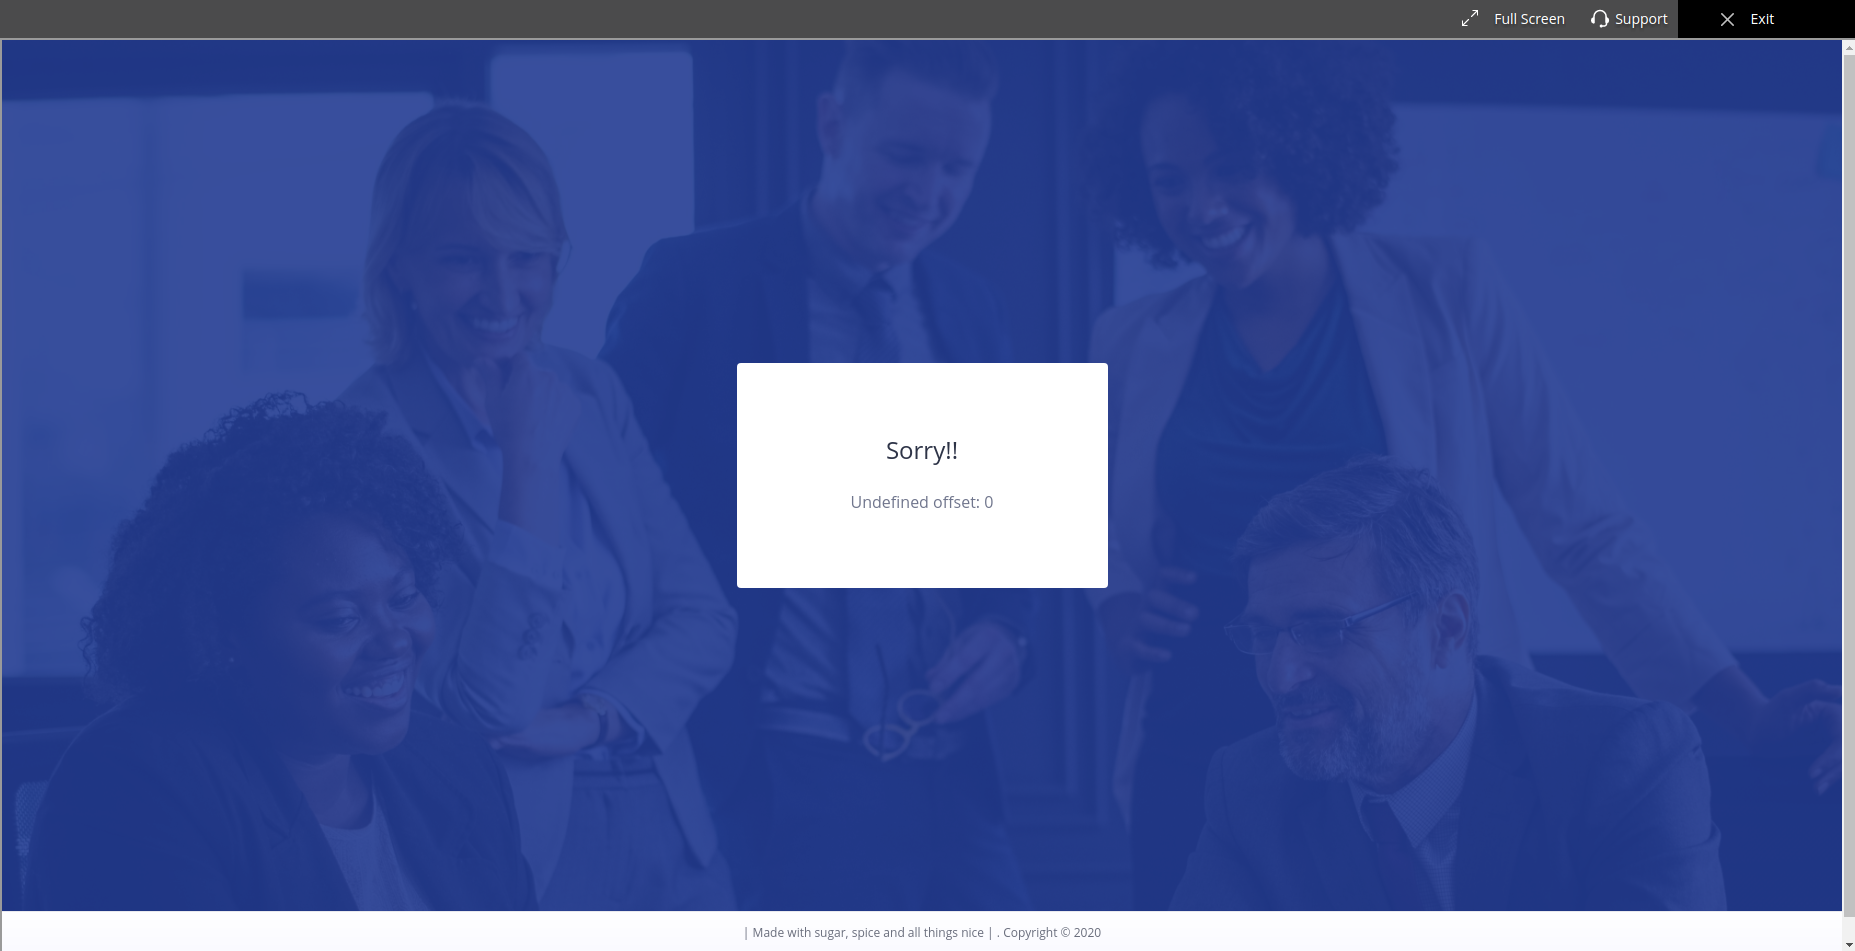 Full Screen Support Exit
Sorry!!
Undefined offset: 0
| Made with sugar, spice and all things nice | . Copyright © 2020